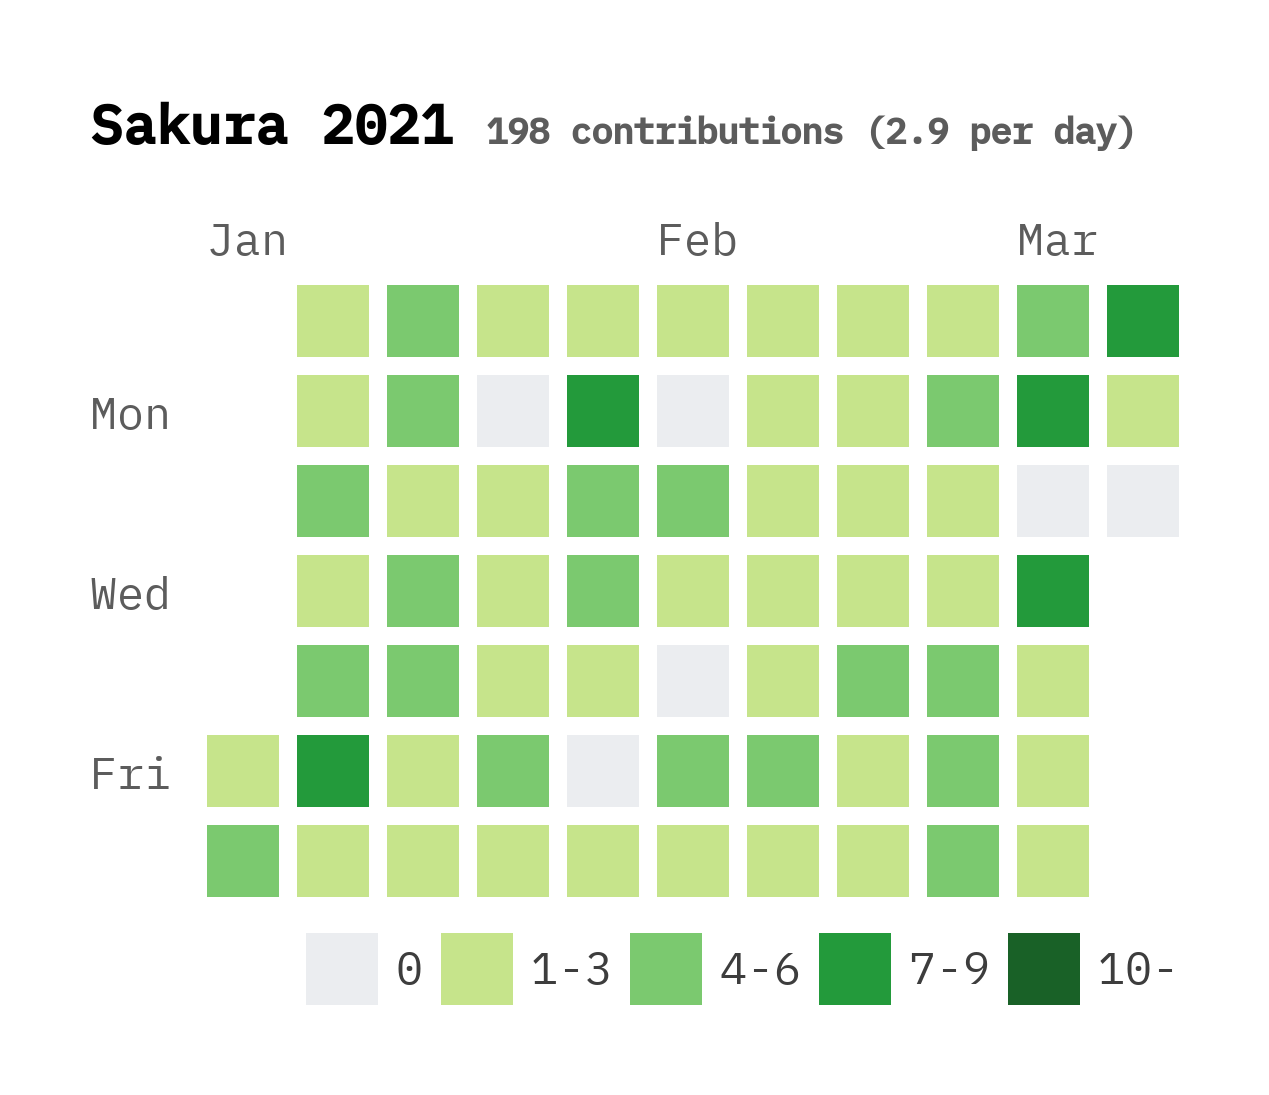 Sakura 2021 198 contributions (2.9 per day)
Jan Feb Mar
Mon
Wed
Fri
0 1-3 4-6 7-9 10-